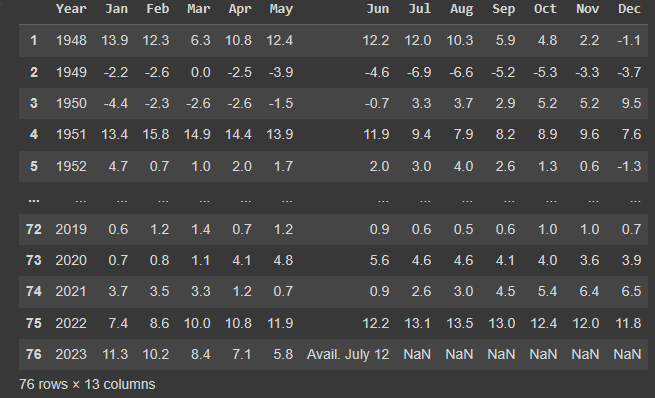 Year Jan Feb Mar Apr May Jun Jul Aug Sep Oct Nov Dec
1 1948 13.9 12.3 6.3 10.8 12.4 12.2 12.0 10.3 5.9 4.8 2.2 -1.1
2 1949 -2.2 -2.6 0.0 -2.5 -3.9 -4.6 -6.9 -6.6 -5.2 -5.3 -3.3 -3.7
3 1950 -4.4 -2.3 -2.6 -2.6 -1.5 -0.7 3.3 3.7 2.9 5.2 5.2 9.5
4 1951 13.4 15.8 14.9 14.4 13.9 11.9 9.4 7.9 8.2 8.9 9.6 7.6
5 1952 4.7 0.7 1.0 2.0 1.7 2.0 3.0 4.0 2.6 1.3 0.6 -1.3
... ... ... ... ... ... ... ... ... ... ... ... ... ...
72 2019 0.6 1.2 1.4 0.7 1.2 0.9 0.6 0.5 0.6 1.0 1.0 0.7
73 2020 0.7 0.8 1.1 4.1 4.8 5.6 4.6 4.6 4.1 4.0 3.6 3.9
74 2021 3.7 3.5 3.3 1.2 0.7 0.9 2.6 3.0 4.5 5.4 6.4 6.5
75 2022 7.4 8.6 10.0 10.8 11.9 12.2 13.1 13.5 13.0 12.4 12.0 11.8
76 2023 11.3 10.2 8.4 7.1 5.8 Avail. July 12 NaN NaN NaN NaN NaN NaN
76 rows × 13 columns